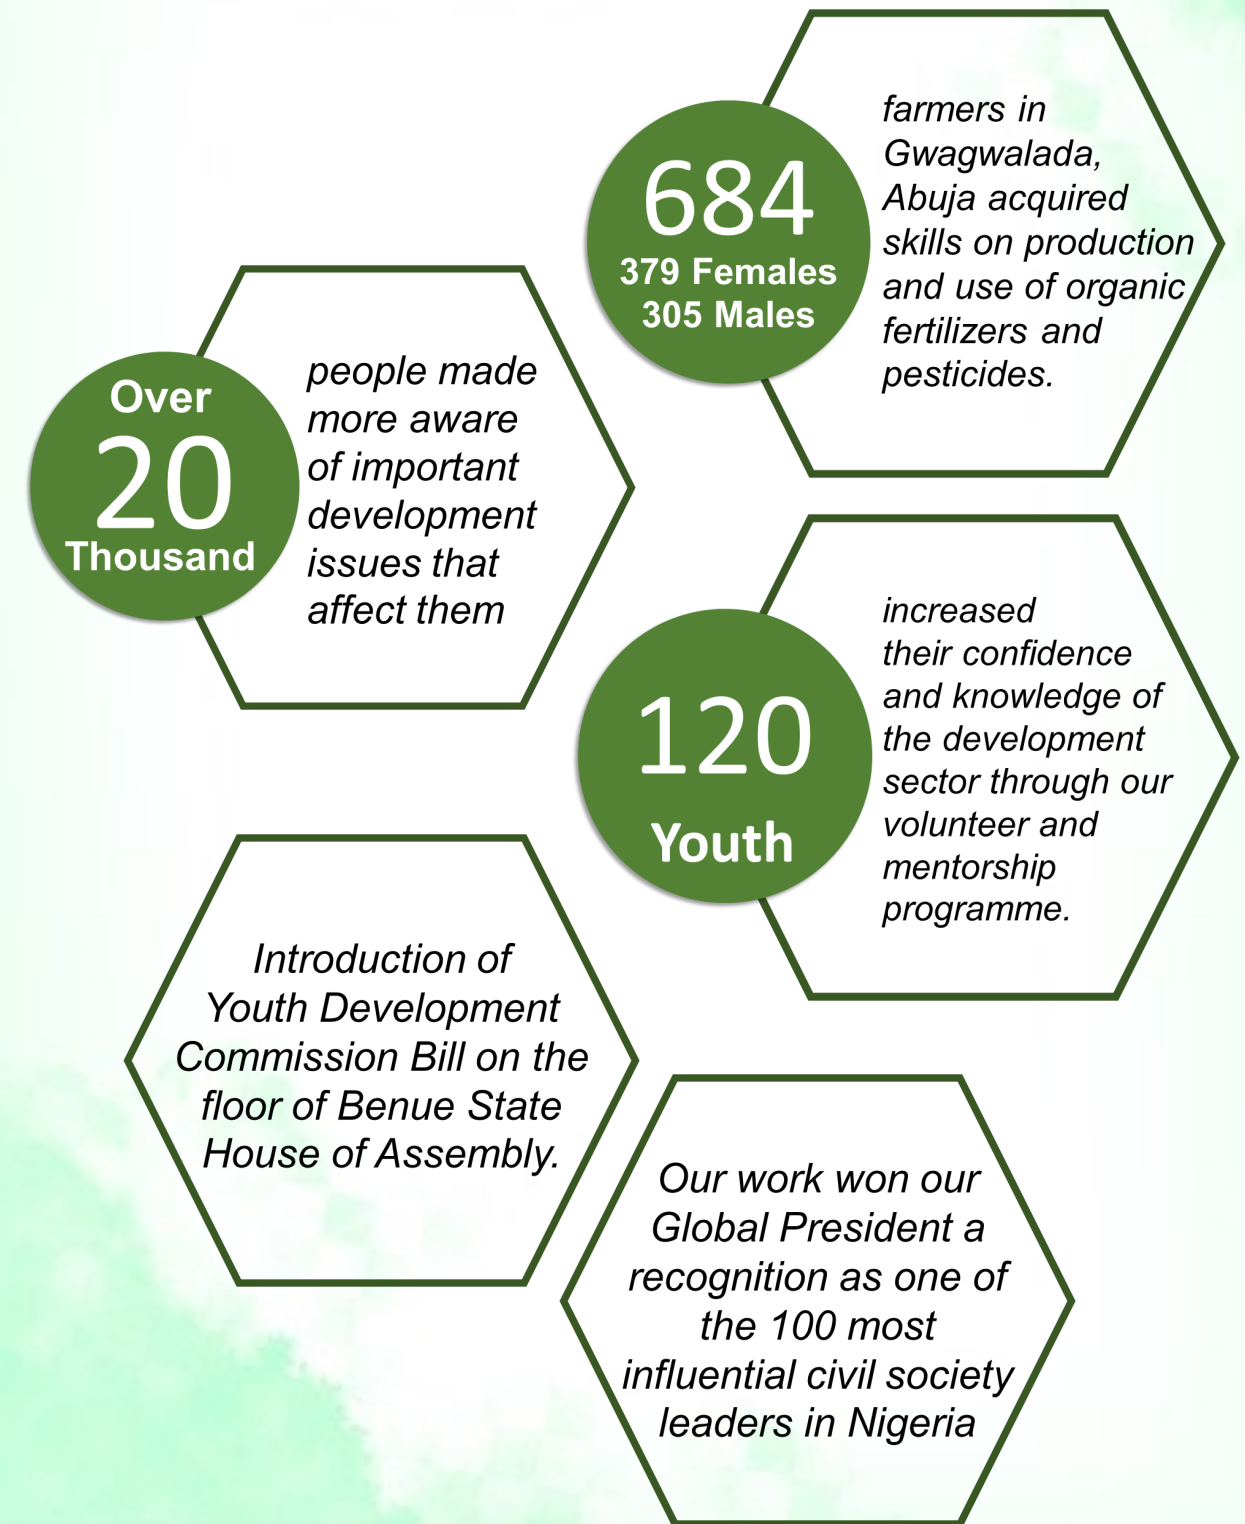 684
379 Females
305 Males
farmers in
Gwagwalada,
Abuja acquired
skills on production
and use of organic
fertilizers and
pesticides.
Over
20
Thousand
people made
more aware
of important
development
issues that
affect them
120
Youth
increased
their confidence
and knowledge of
the development
sector through our
volunteer and
mentorship
programme.
Introduction of
Youth Development
Commission Bill on the
floor of Benue State
House of Assembly.
Our work won our
Global President a
recognition as one of
the 100 most
influential civil society
leaders in Nigeria